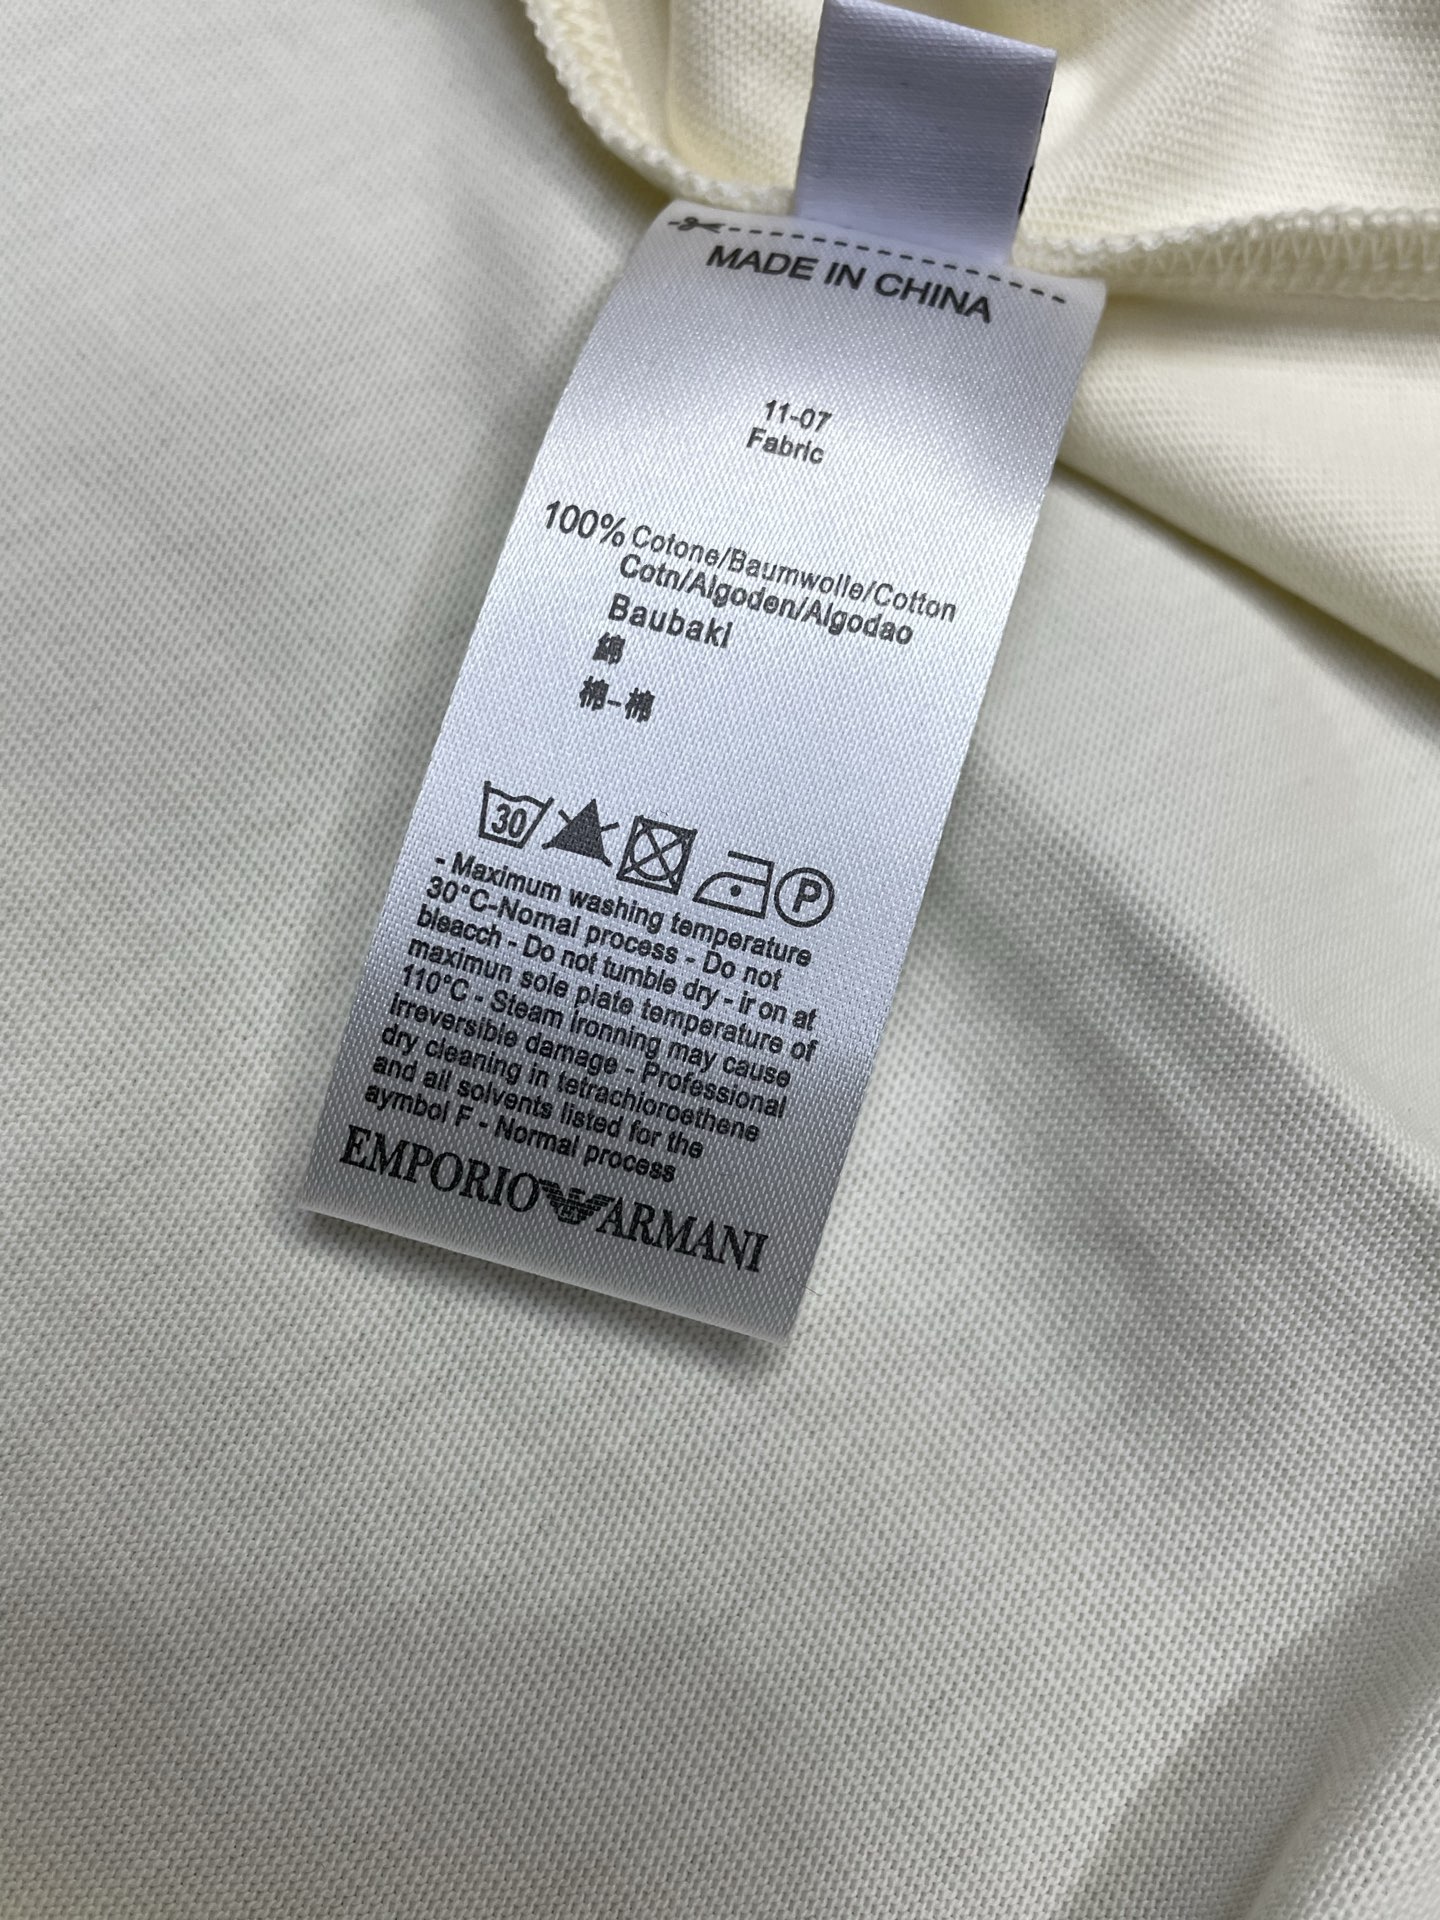 MADE IN CHINA
11-07
Fabric
100% Cotone/Baumwolle/Cotton
Cotn/Algoden/Algodao
Baubaki
綿
棉-棉
30
P
- Maximum washing temperature
30°C-Nomal process - Do not
bleacch - Do not tumble dry - ir on at
maximun sole plate temperature of
110°C - Steam ironning may cause
irreversible damage - Professional
dry cleaning in tetrachloroethene
and all solvents listed for the
aymbol F - Normal process
EMPORIO ARMANI